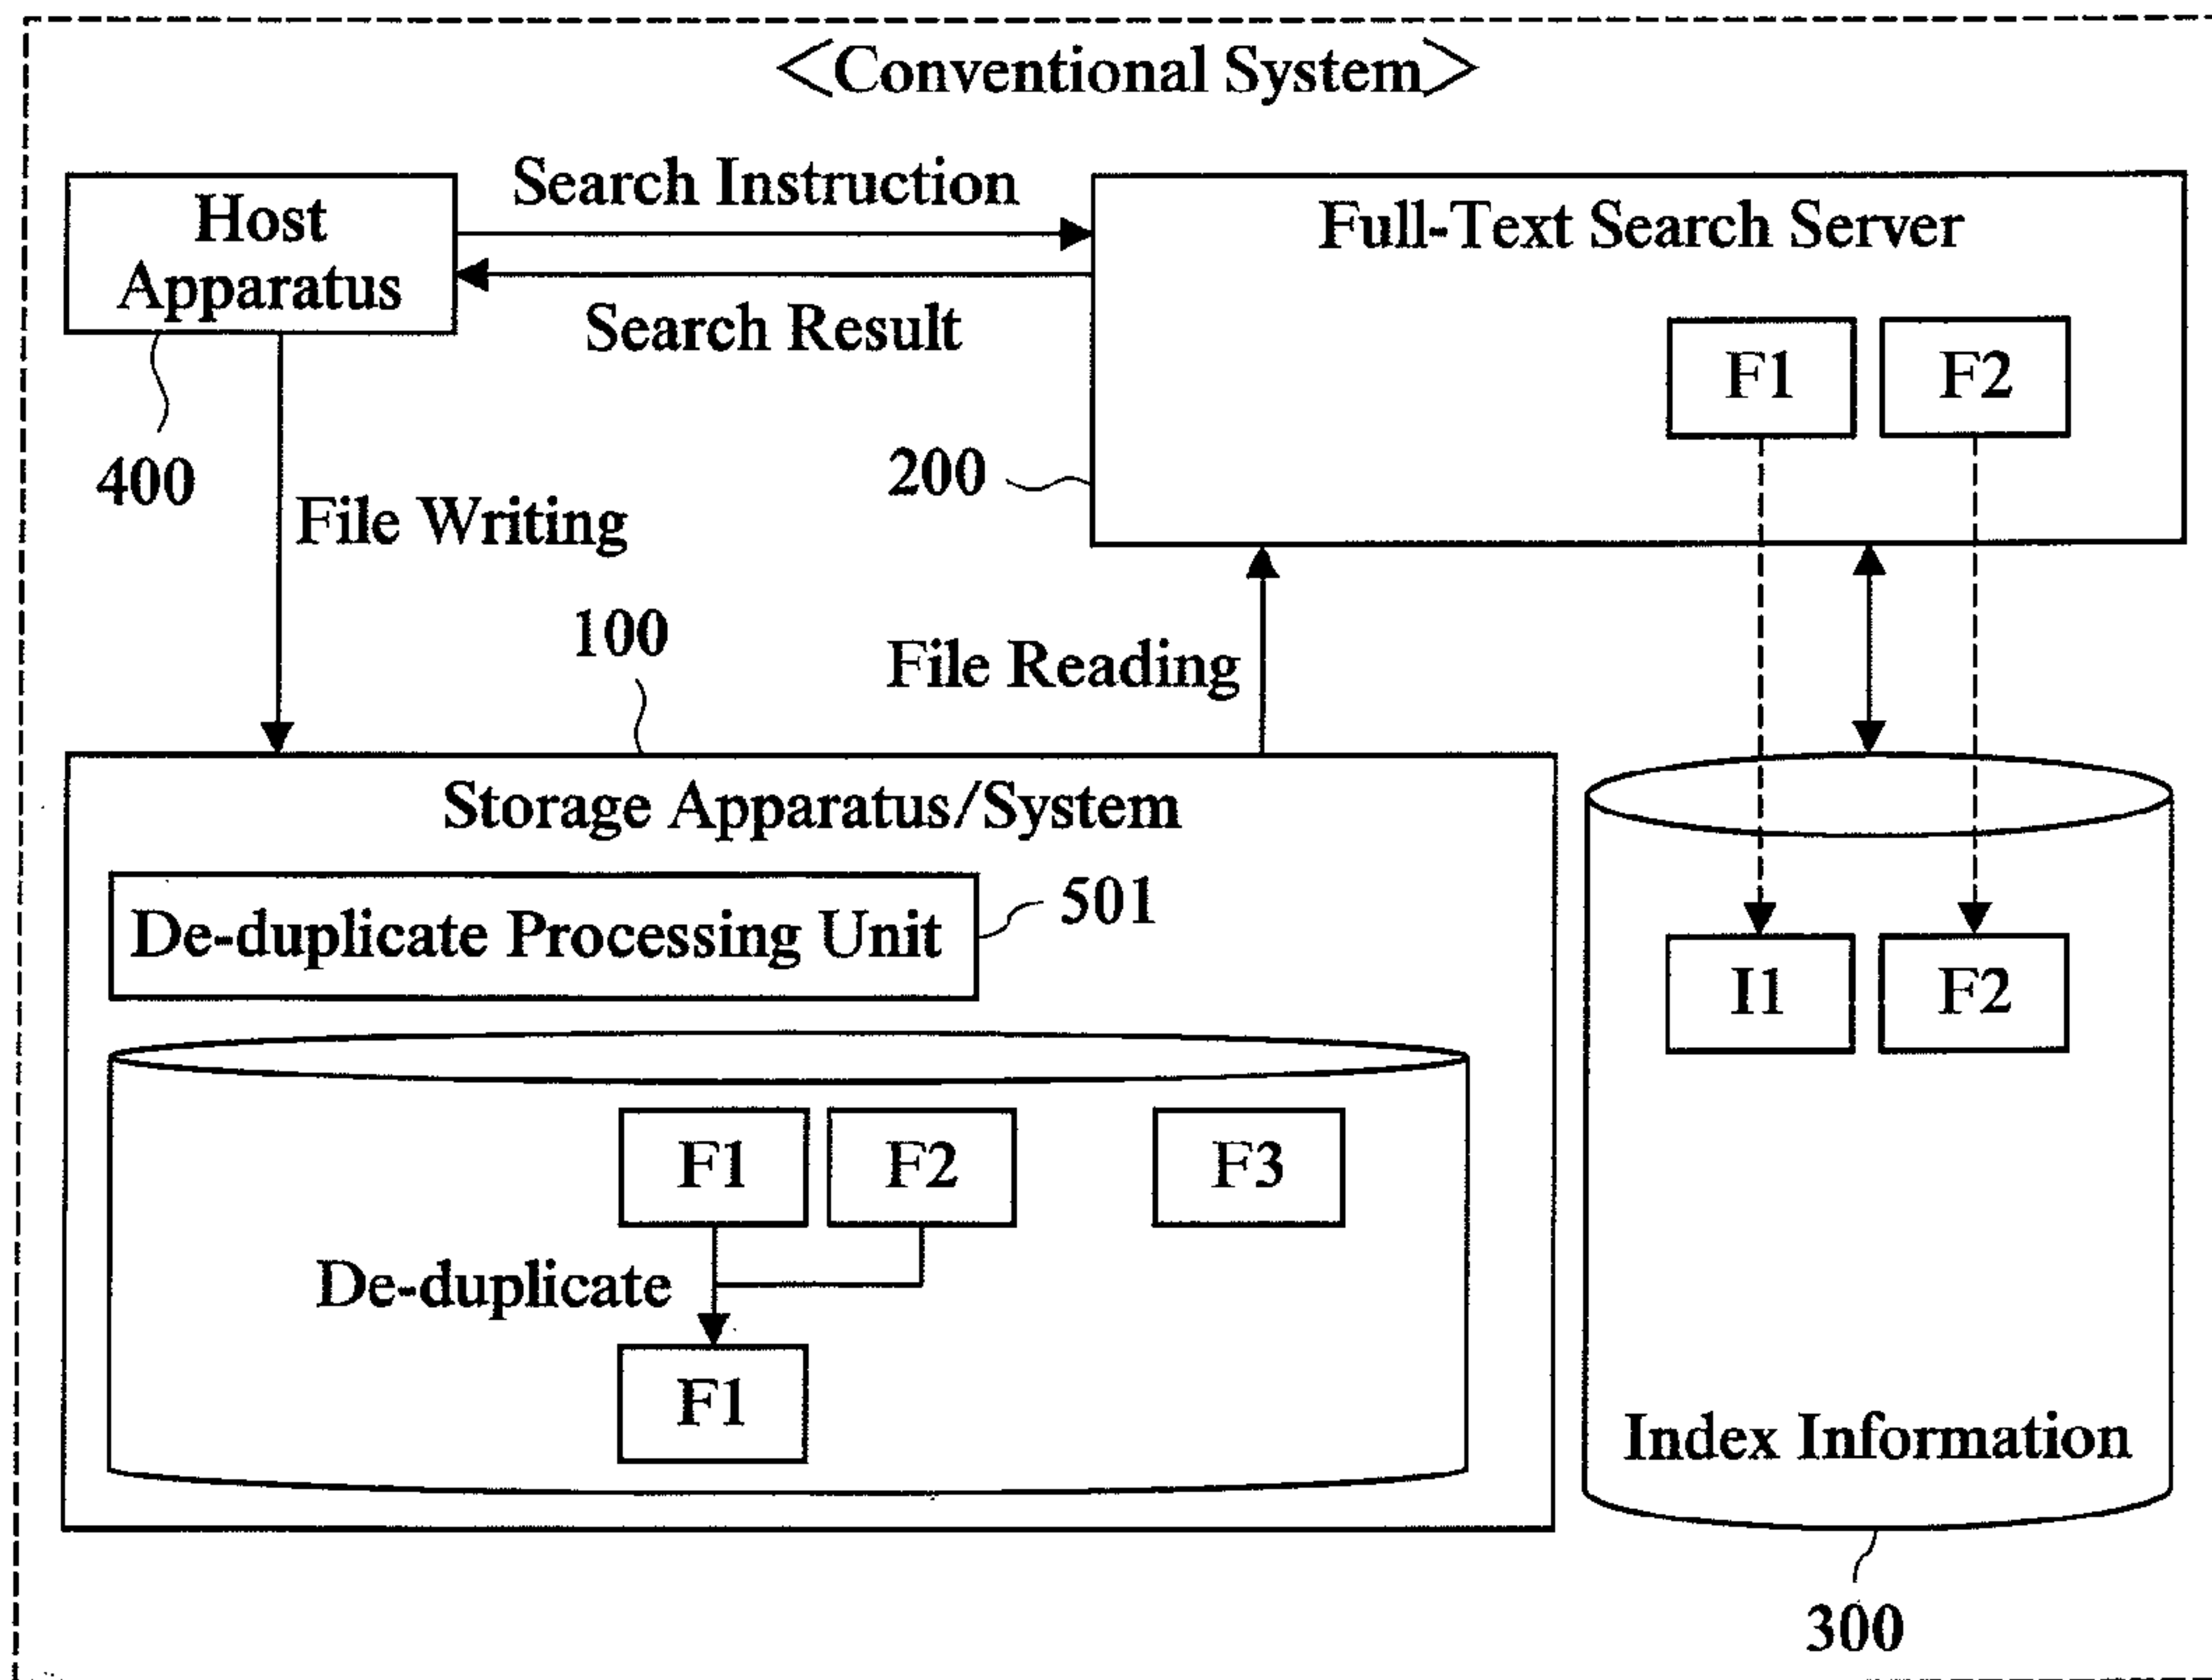 <Conventional System>
Host
Apparatus
400
Search Instruction
Search Result
Full-Text Search Server
F1
F2
200
File Writing
100
File Reading
Storage Apparatus/System
De-duplicate Processing Unit
501
F1
F2
F3
De-duplicate
F1
I1
F2
Index Information
300